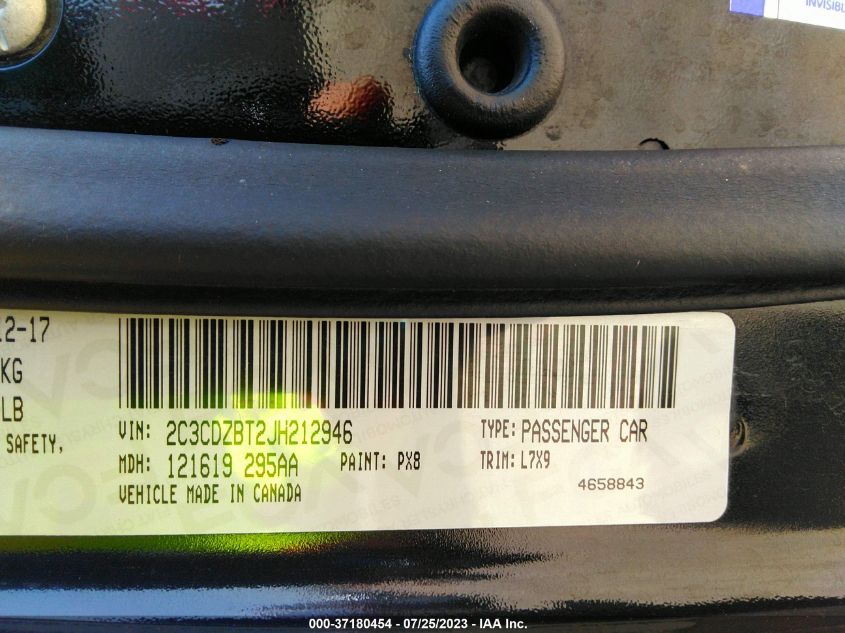 INVISIBL
12-17
KG
LB
SAFETY,
VIN: 2C3CDZBT2JH212946
TYPE: PASSENGER CAR
MDH: 121619 295AA
PAINT: PX8
TRIM: L7X9
VEHICLE MADE IN CANADA
4658843
000-37180454 - 07/25/2023 - IAA Inc.